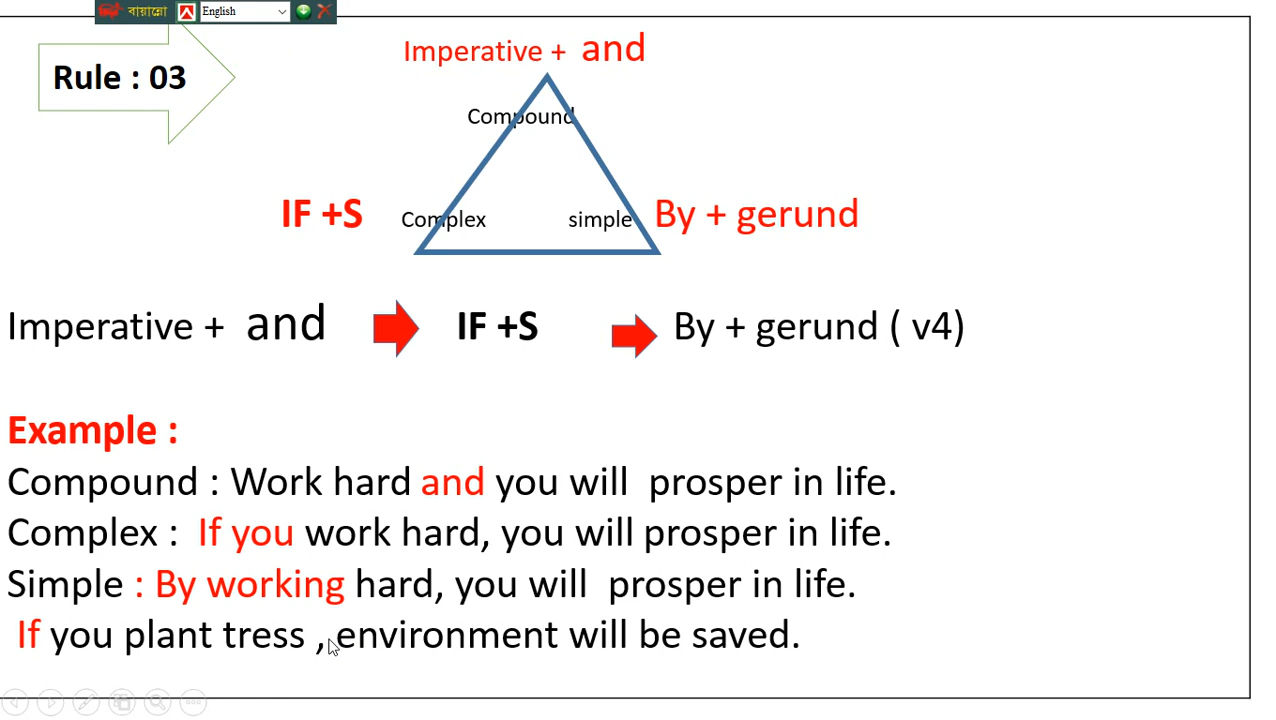 বায়ান্নো English
Rule : 03
Imperative + and
Compound
IF +S Complex simple By + gerund
Imperative + and IF +S By + gerund ( v4)
Example :
Compound : Work hard and you will prosper in life.
Complex : If you work hard, you will prosper in life.
Simple : By working hard, you will prosper in life.
If you plant tress , environment will be saved.